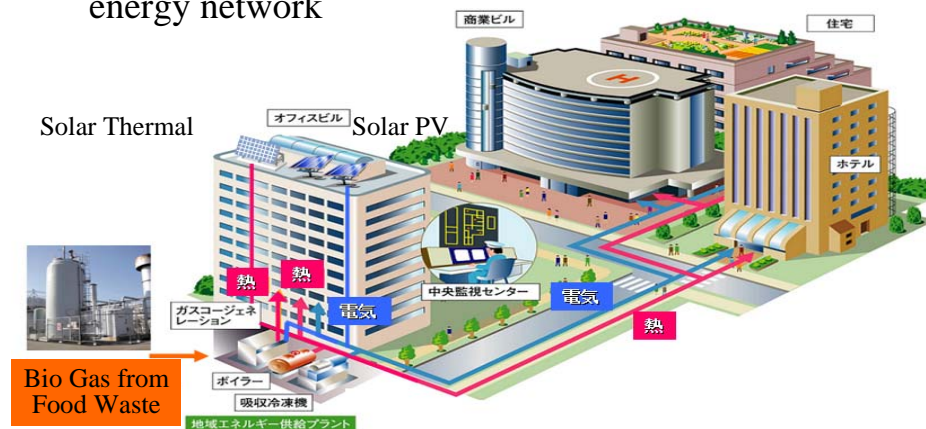 energy network
商業ビル
住宅
Solar Thermal
オフィスビル
Solar PV
ホテル
熱
熱
電気
中央監視センター
電気
熱
ガスコージェネ
レーション
Bio Gas from
Food Waste
ボイラー
吸収冷凍機
地域エネルギー供給プラント
H